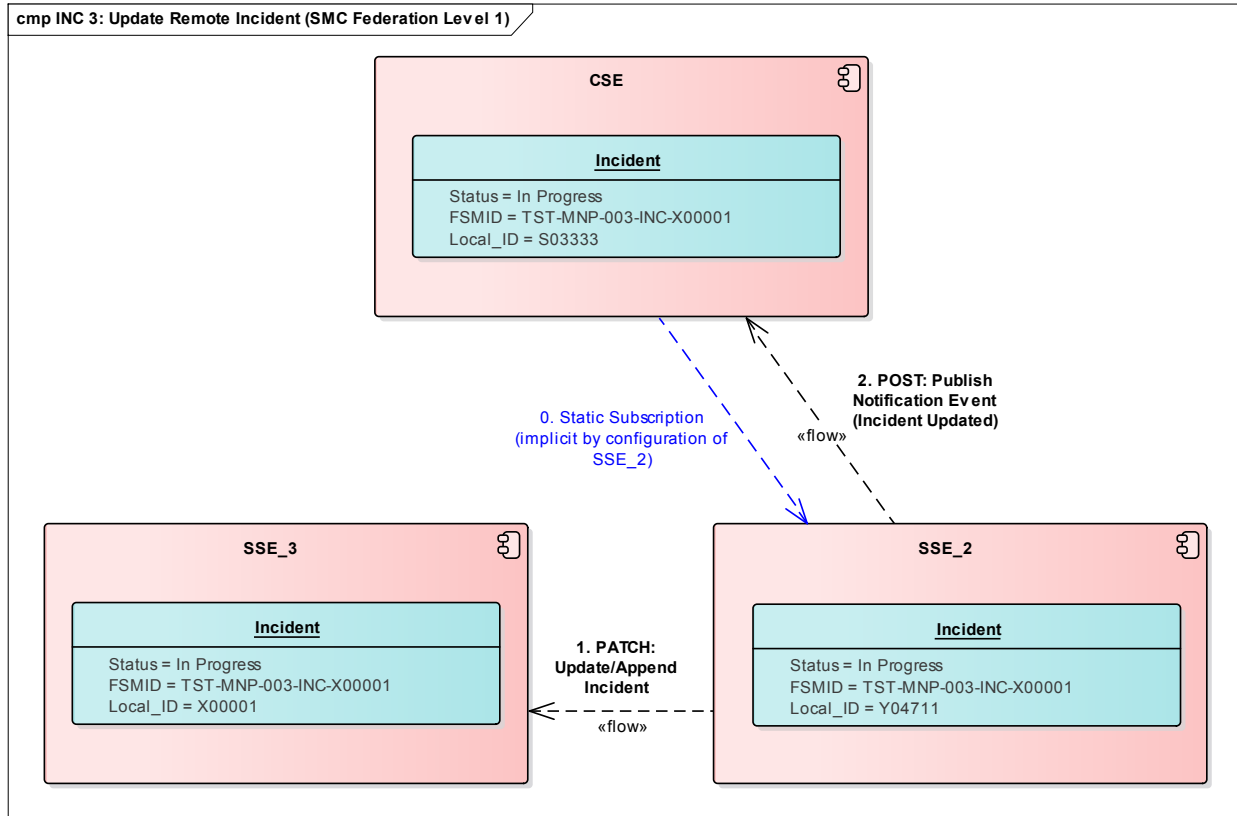 cmp INC 3: Update Remote Incident (SMC Federation Level 1)
CSE
Incident
Status = In Progress
FSMID = TST-MNP-003-INC-X00001
Local_ID = S03333
0. Static Subscription
(implicit by configuration of
SSE_2)
2. POST: Publish
Notification Event
(Incident Updated)
«flow»
SSE_3
Incident
Status = In Progress
FSMID = TST-MNP-003-INC-X00001
Local_ID = X00001
1. PATCH:
Update/Append
Incident
«flow»
SSE_2
Incident
Status = In Progress
FSMID = TST-MNP-003-INC-X00001
Local_ID = Y04711